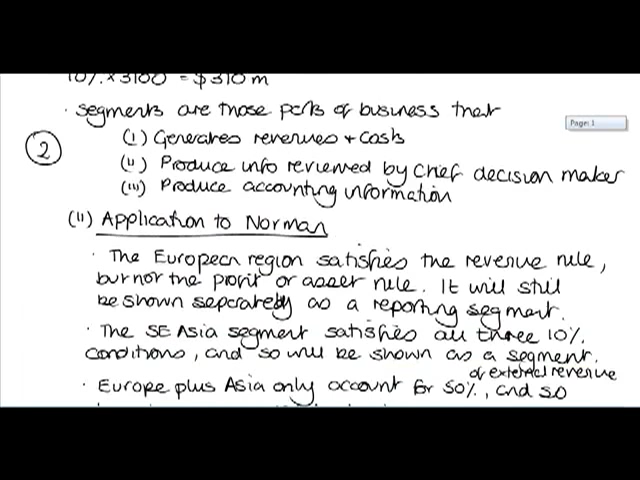 10% x 3100 = $310m
· Segments are those parts of business that
(i) Generates revenues + costs
Page: 1
2
(ii) Produce info reviewed by chief decision maker
(iii) Produce accounting information
(ii) Application to Norman
· The European region satisfies the revenue rule,
but not the profit or asset rule. It will still
be shown separately as a reporting segment.
· The SE Asia segment satisfies all three 10%
conditions, and so will be shown as a segment.
of external revenue
· Europe plus Asia only account for 50%, and so